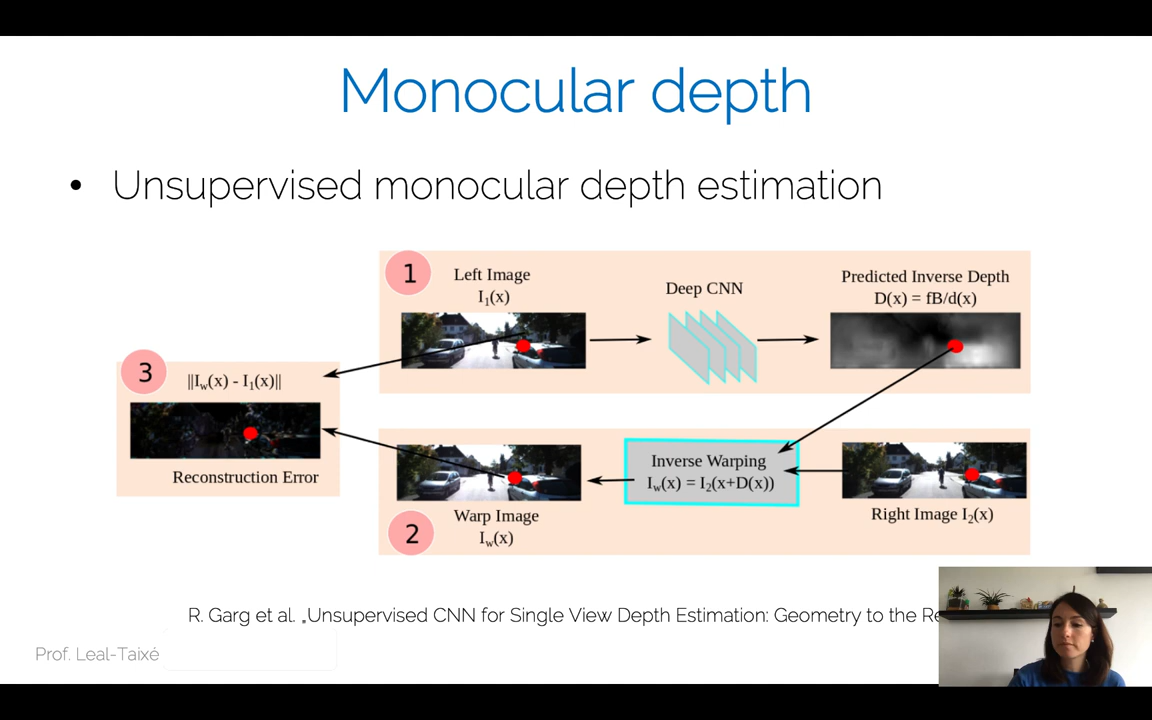 Monocular depth
• Unsupervised monocular depth estimation
1
Left Image
I₁(x)
Deep CNN
Predicted Inverse Depth
D(x) = fB/d(x)
3
||I_w(x) - I₁(x)||
Reconstruction Error
Inverse Warping
I_w(x) = I₂(x+D(x))
Right Image I₂(x)
2
Warp Image
I_w(x)
R. Garg et al. „Unsupervised CNN for Single View Depth Estimation: Geometry to the
Prof. Leal-Taixé